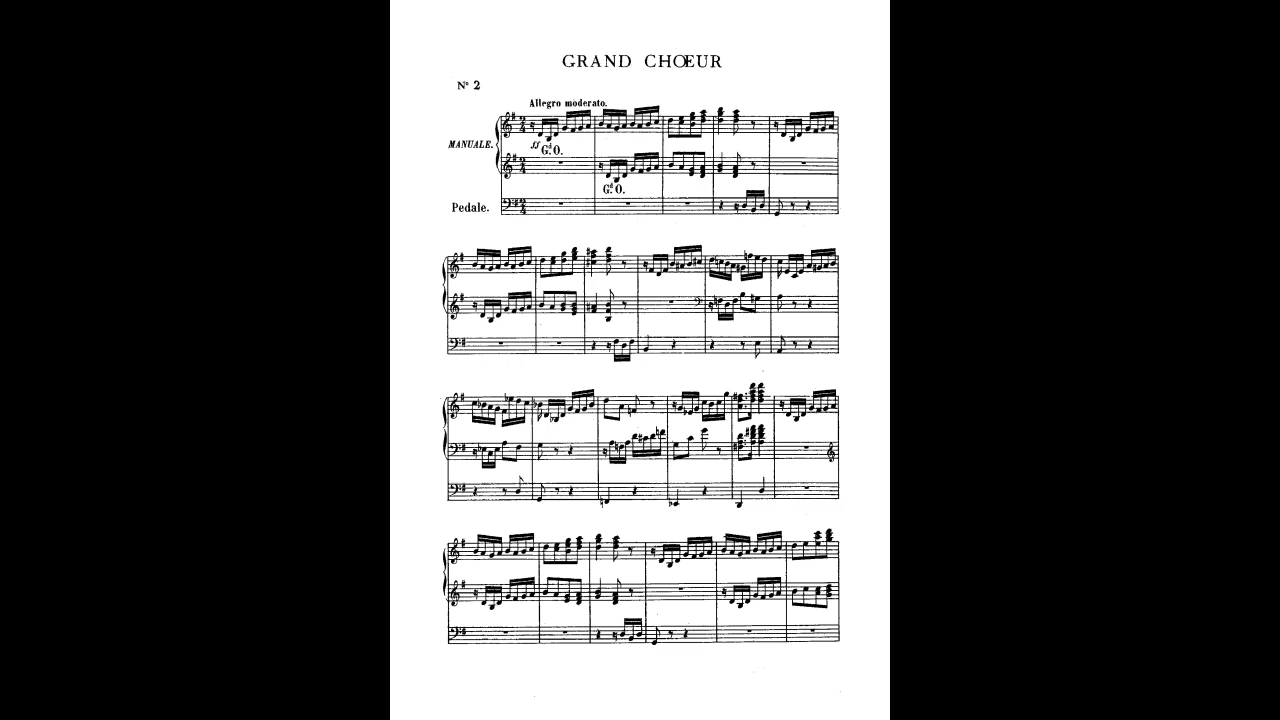 GRAND CHŒUR
Nº 2
Allegro moderato.
MANUALE.
ff Gd. O.
Gd. O.
Pedale.